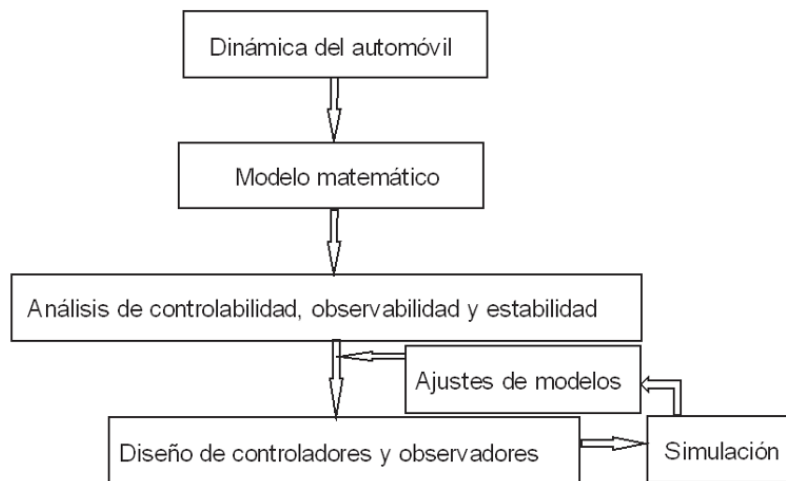 Dinámica del automóvil
Modelo matemático
Análisis de controlabilidad, observabilidad y estabilidad
Ajustes de modelos
Diseño de controladores y observadores
Simulación